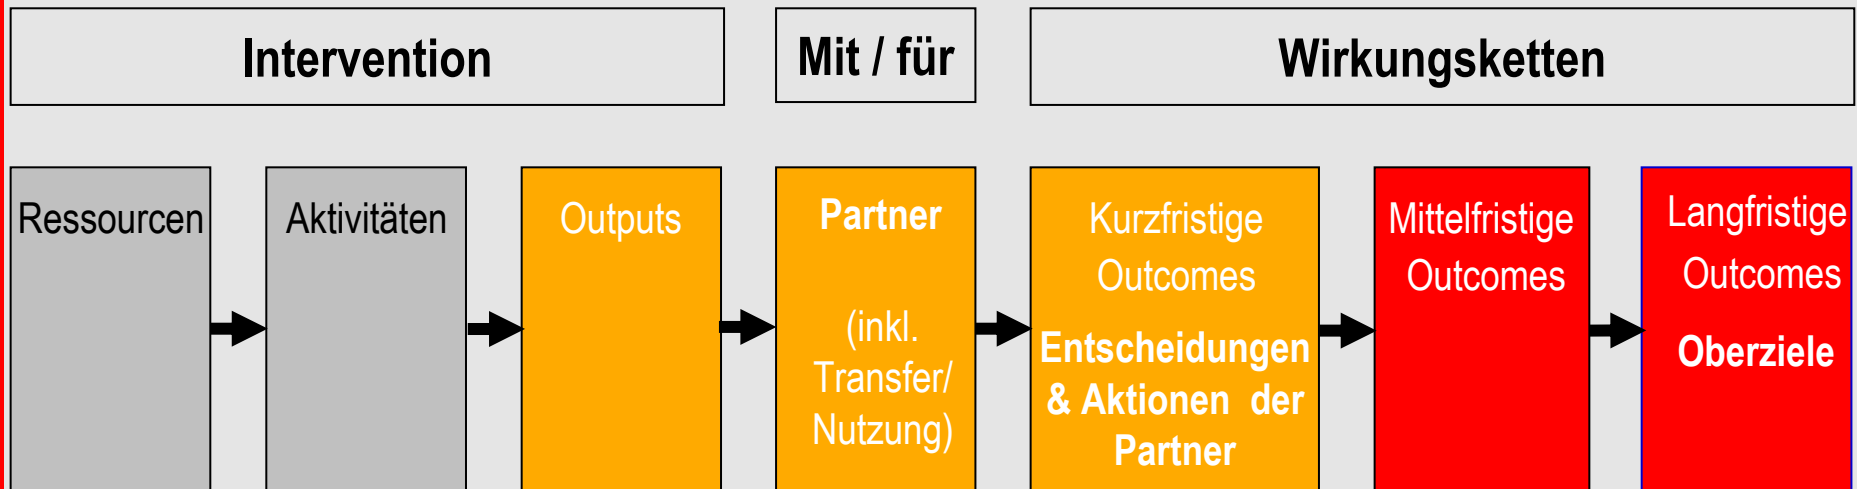 Intervention
Mit / für
Wirkungsketten
Ressourcen
Aktivitäten
Outputs
Partner
(inkl.
Transfer/
Nutzung)
Kurzfristige
Outcomes
Entscheidungen
& Aktionen der
Partner
Mittelfristige
Outcomes
Langfristige
Outcomes
Oberziele